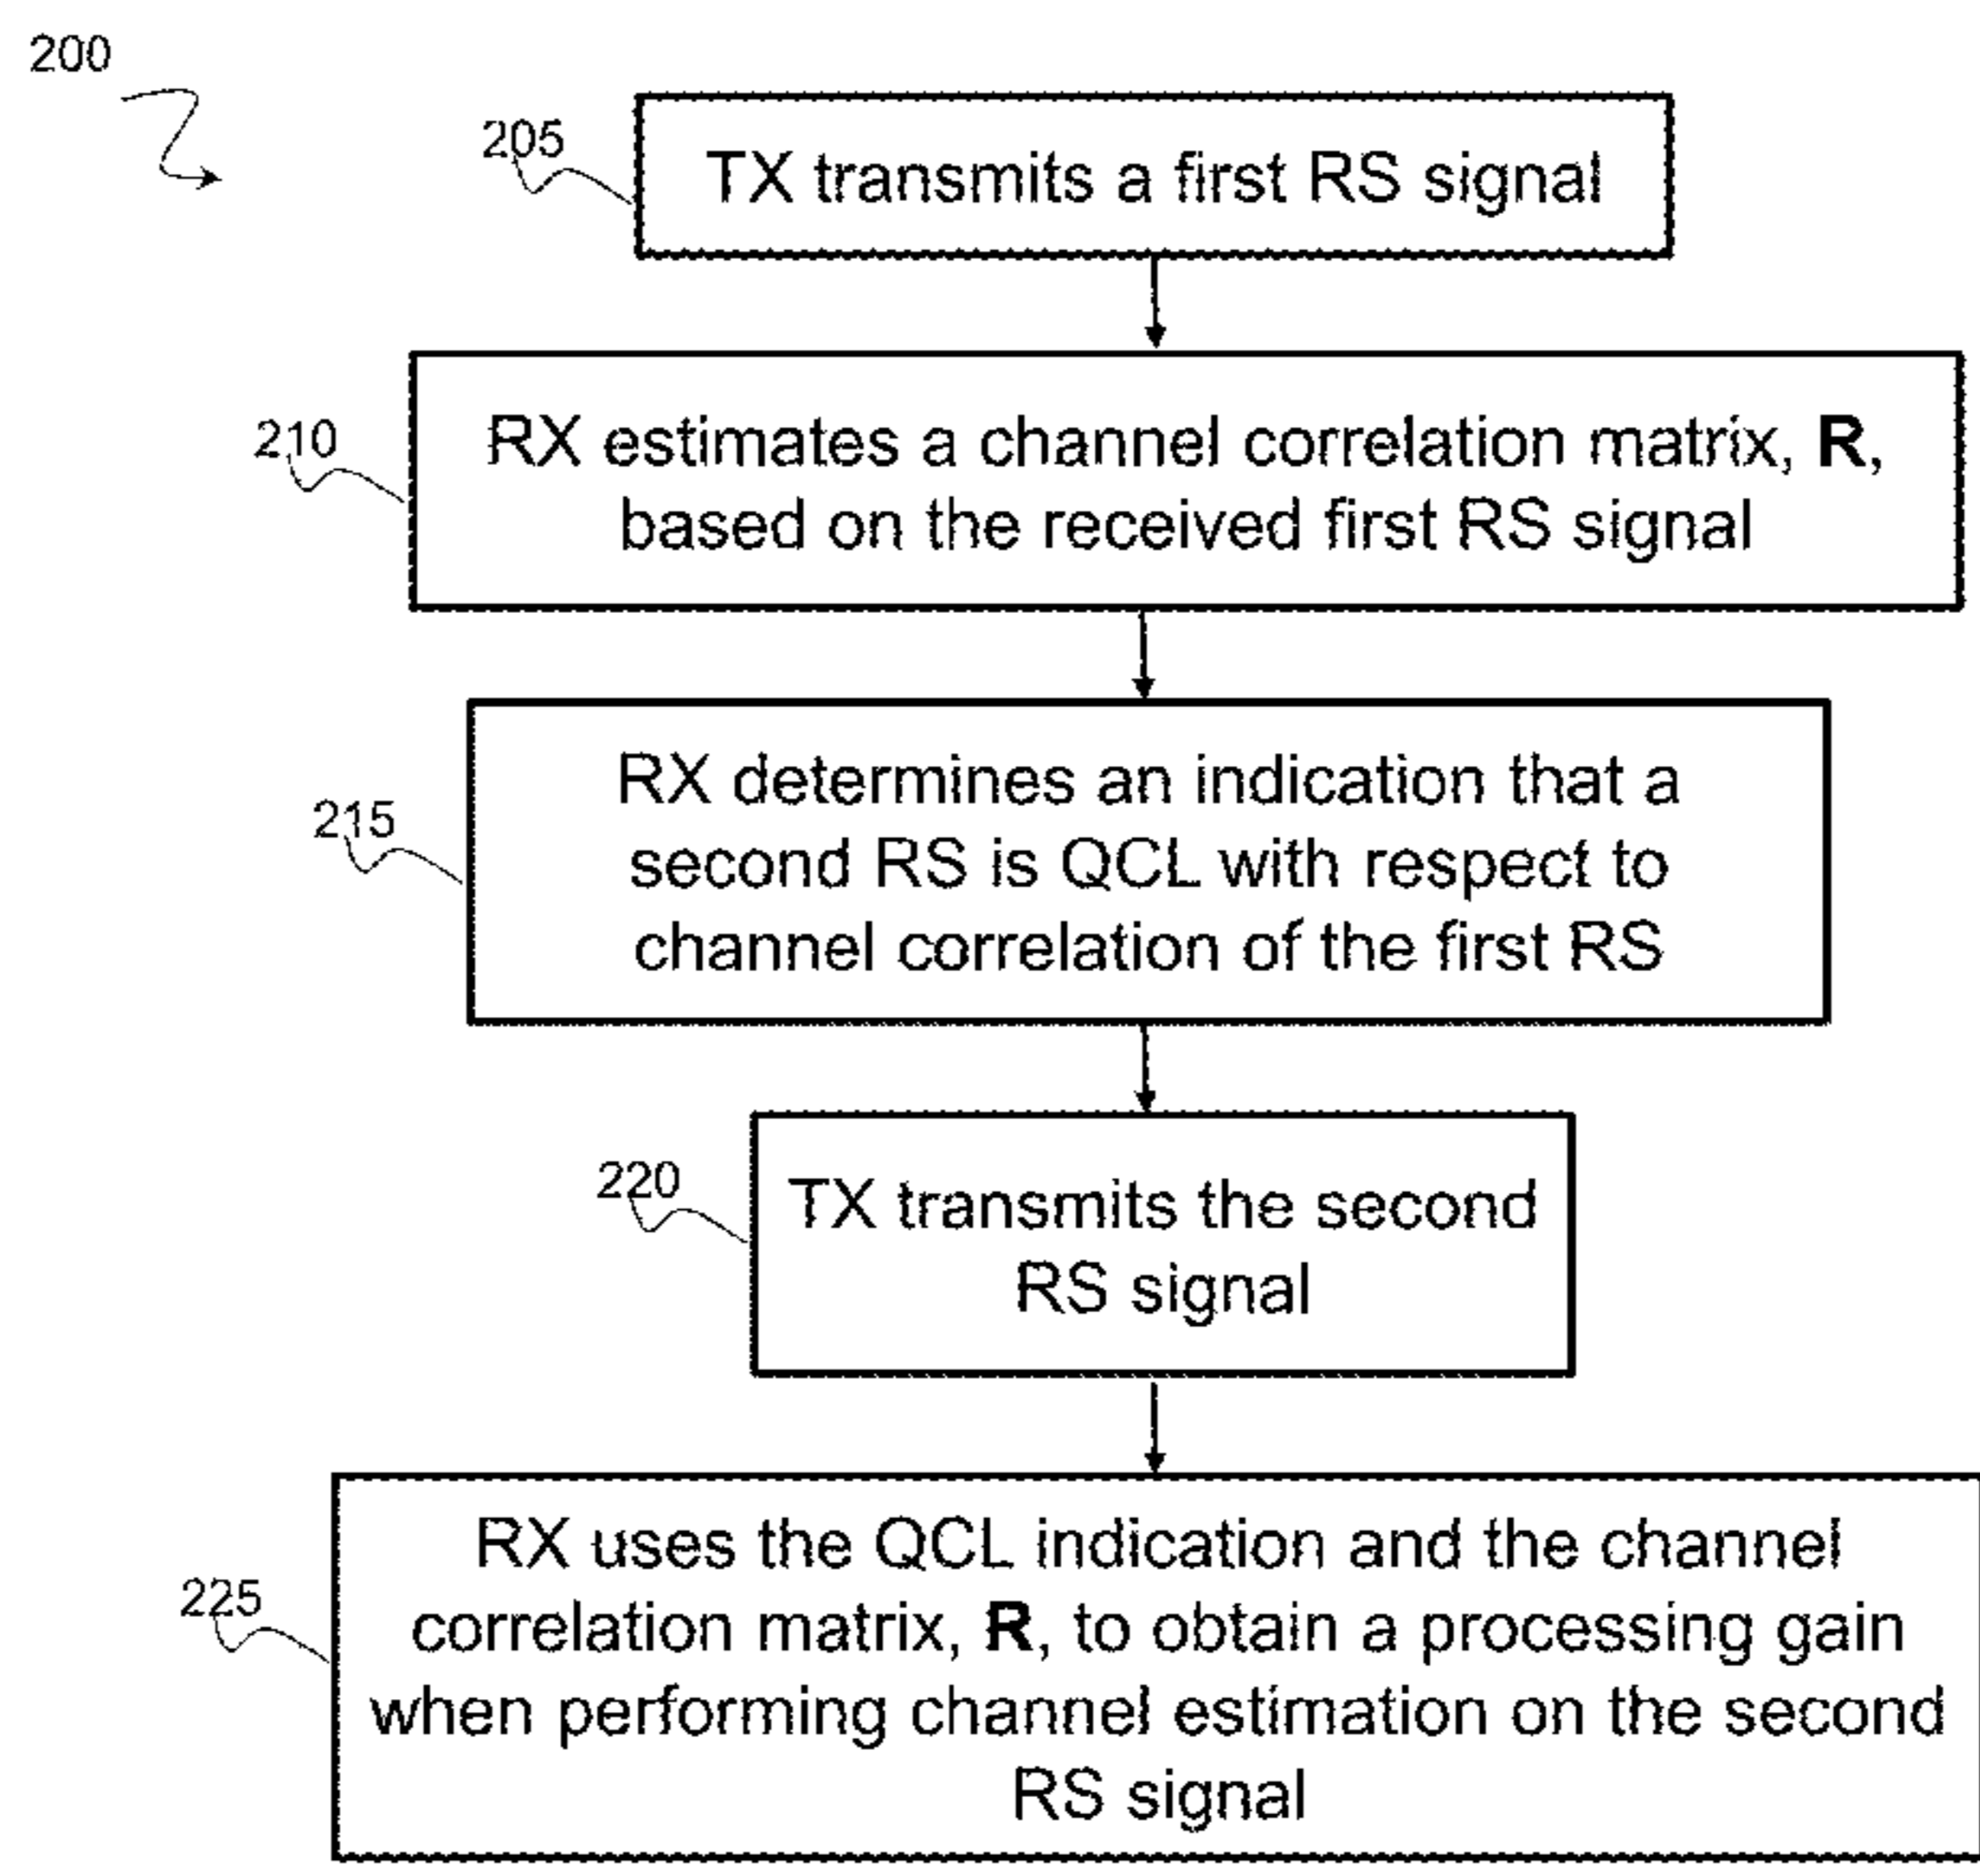 200
205
TX transmits a first RS signal
210
RX estimates a channel correlation matrix, R,
based on the received first RS signal
215
RX determines an indication that a
second RS is QCL with respect to
channel correlation of the first RS
220
TX transmits the second
RS signal
225
RX uses the QCL indication and the channel
correlation matrix, R, to obtain a processing gain
when performing channel estimation on the second
RS signal